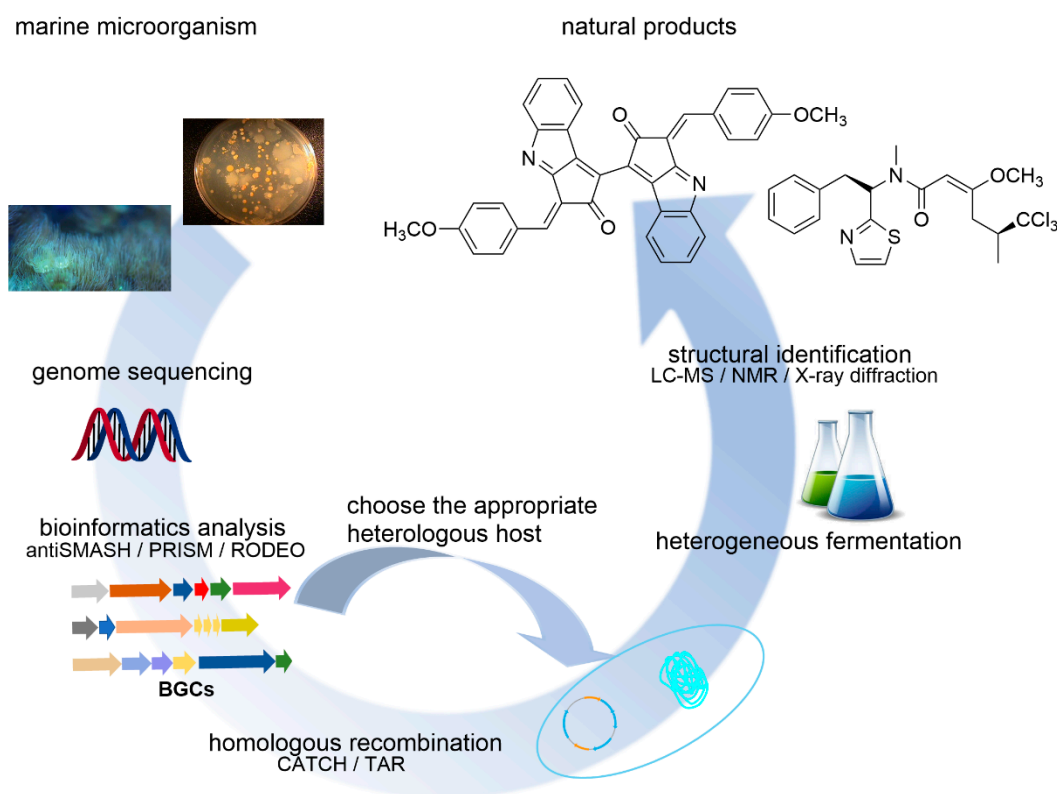 marine microorganism
natural products
O
OCH3
N
O
N
H3CO
O
N
OCH3
O
N
S
CCl3
genome sequencing
structural identification
LC-MS / NMR / X-ray diffraction
bioinformatics analysis
antiSMASH / PRISM / RODEO
choose the appropriate
heterologous host
heterogeneous fermentation
BGCs
homologous recombination
CATCH / TAR